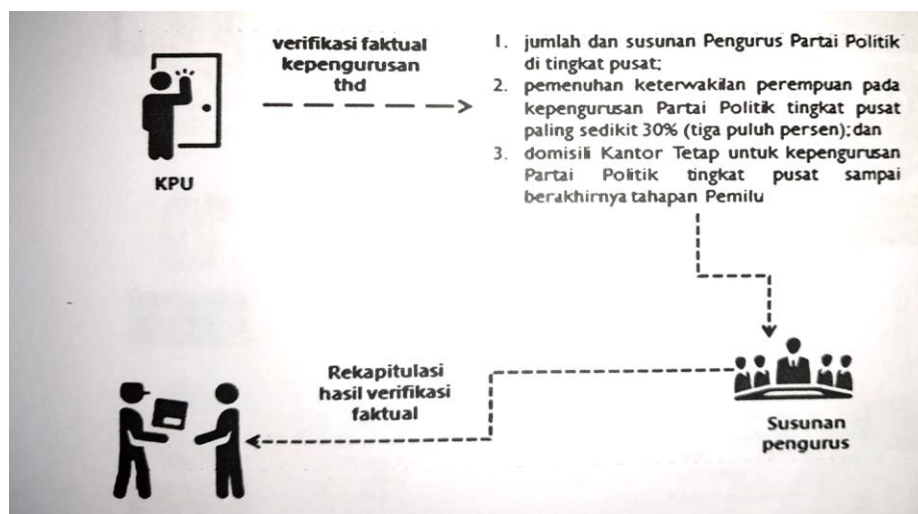 verifikasi faktual
kepengurusan
thd
KPU
1. jumlah dan susunan Pengurus Partai Politik
di tingkat pusat;
2. pemenuhan keterwakilan perempuan pada
kepengurusan Partai Politik tingkat pusat
paling sedikit 30% (tiga puluh persen);dan
3. domisili Kantor Tetap untuk kepengurusan
Partai Politik tingkat pusat sampai
berakhirnya tahapan Pemilu
Susunan
pengurus
Rekapitulasi
hasil verifikasi
faktual